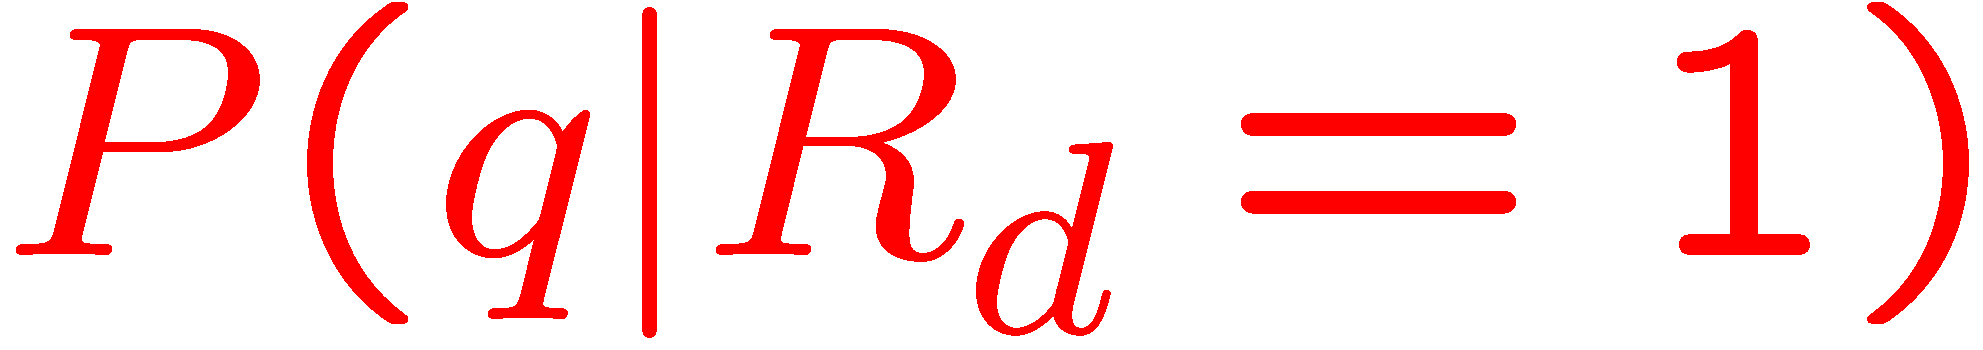 P(q|R_d = 1)